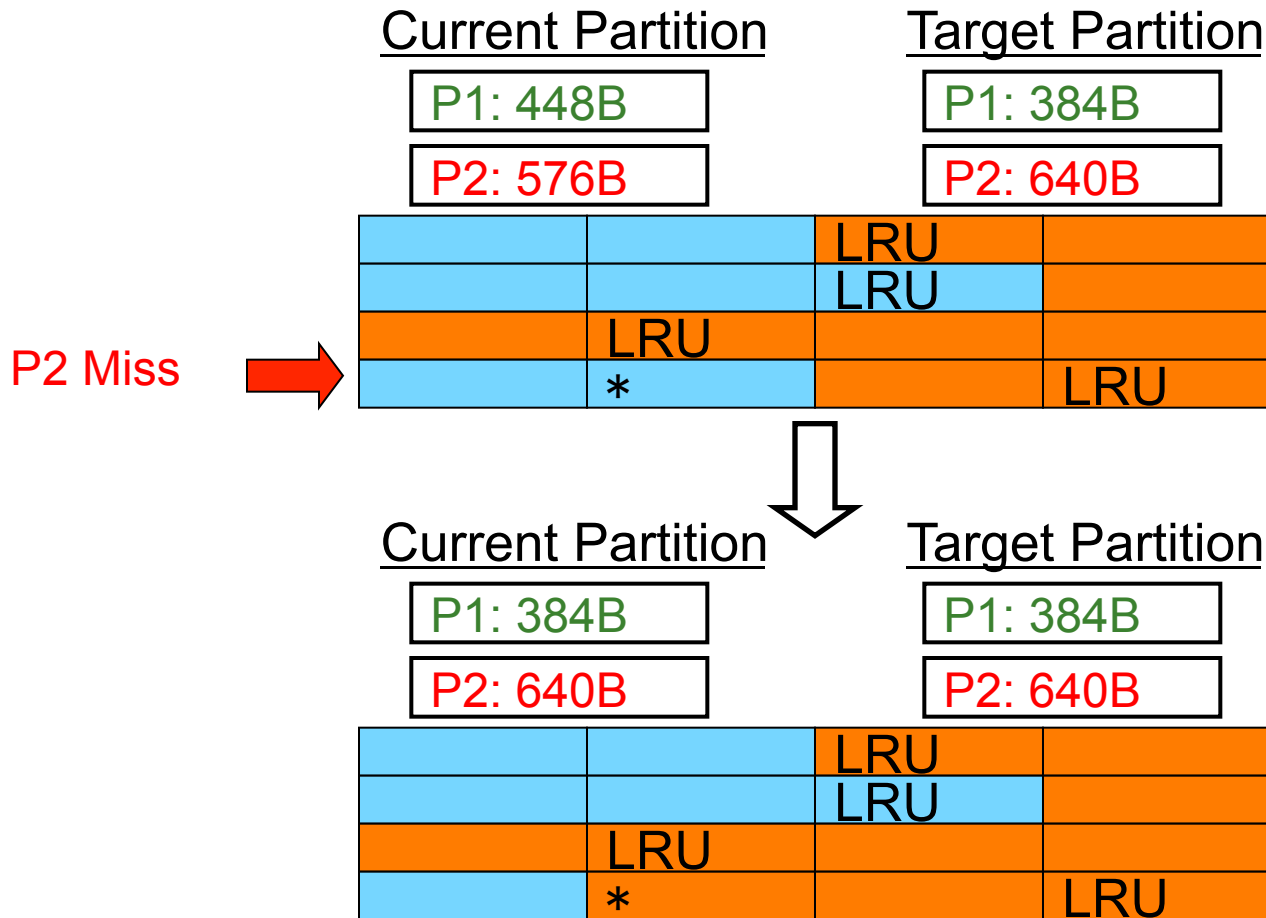 Current Partition Target Partition
P1: 448B P1: 384B
P2: 576B P2: 640B
LRU
LRU
LRU
P2 Miss
* LRU
Current Partition Target Partition
P1: 384B P1: 384B
P2: 640B P2: 640B
LRU
LRU
LRU
* LRU